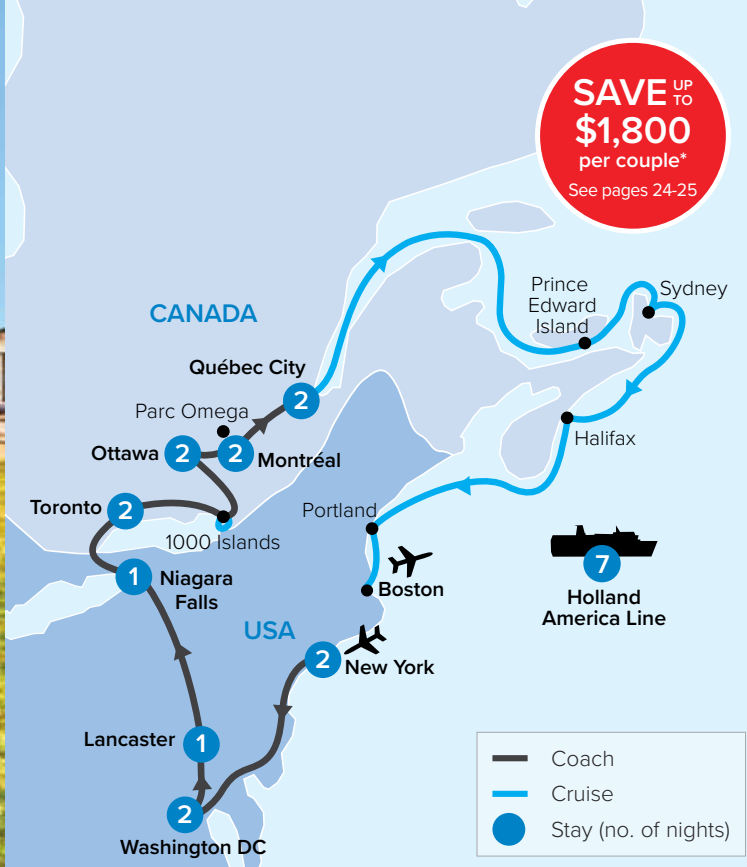 SAVE UP TO
$1,800
per couple*
See pages 24-25
CANADA
Prince
Edward
Island
Sydney
Québec City
2
Parc Omega
Ottawa 2
2 Montréal
Halifax
Toronto 2
Portland
1000 Islands
7
Holland
America Line
1 Niagara
Falls
Boston
USA
2 New York
Lancaster 1
2
Washington DC
Coach
Cruise
Stay (no. of nights)